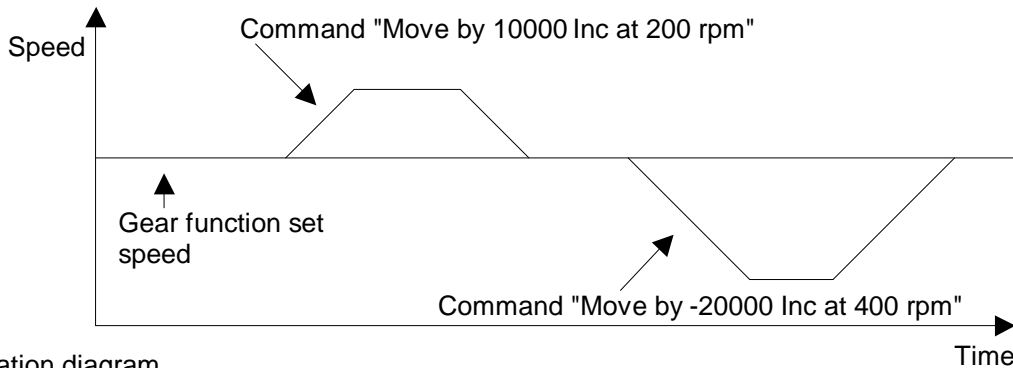 Command "Move by 10000 Inc at 200 rpm"
Speed
Gear function set
speed
Command "Move by -20000 Inc at 400 rpm"
Time
diagram